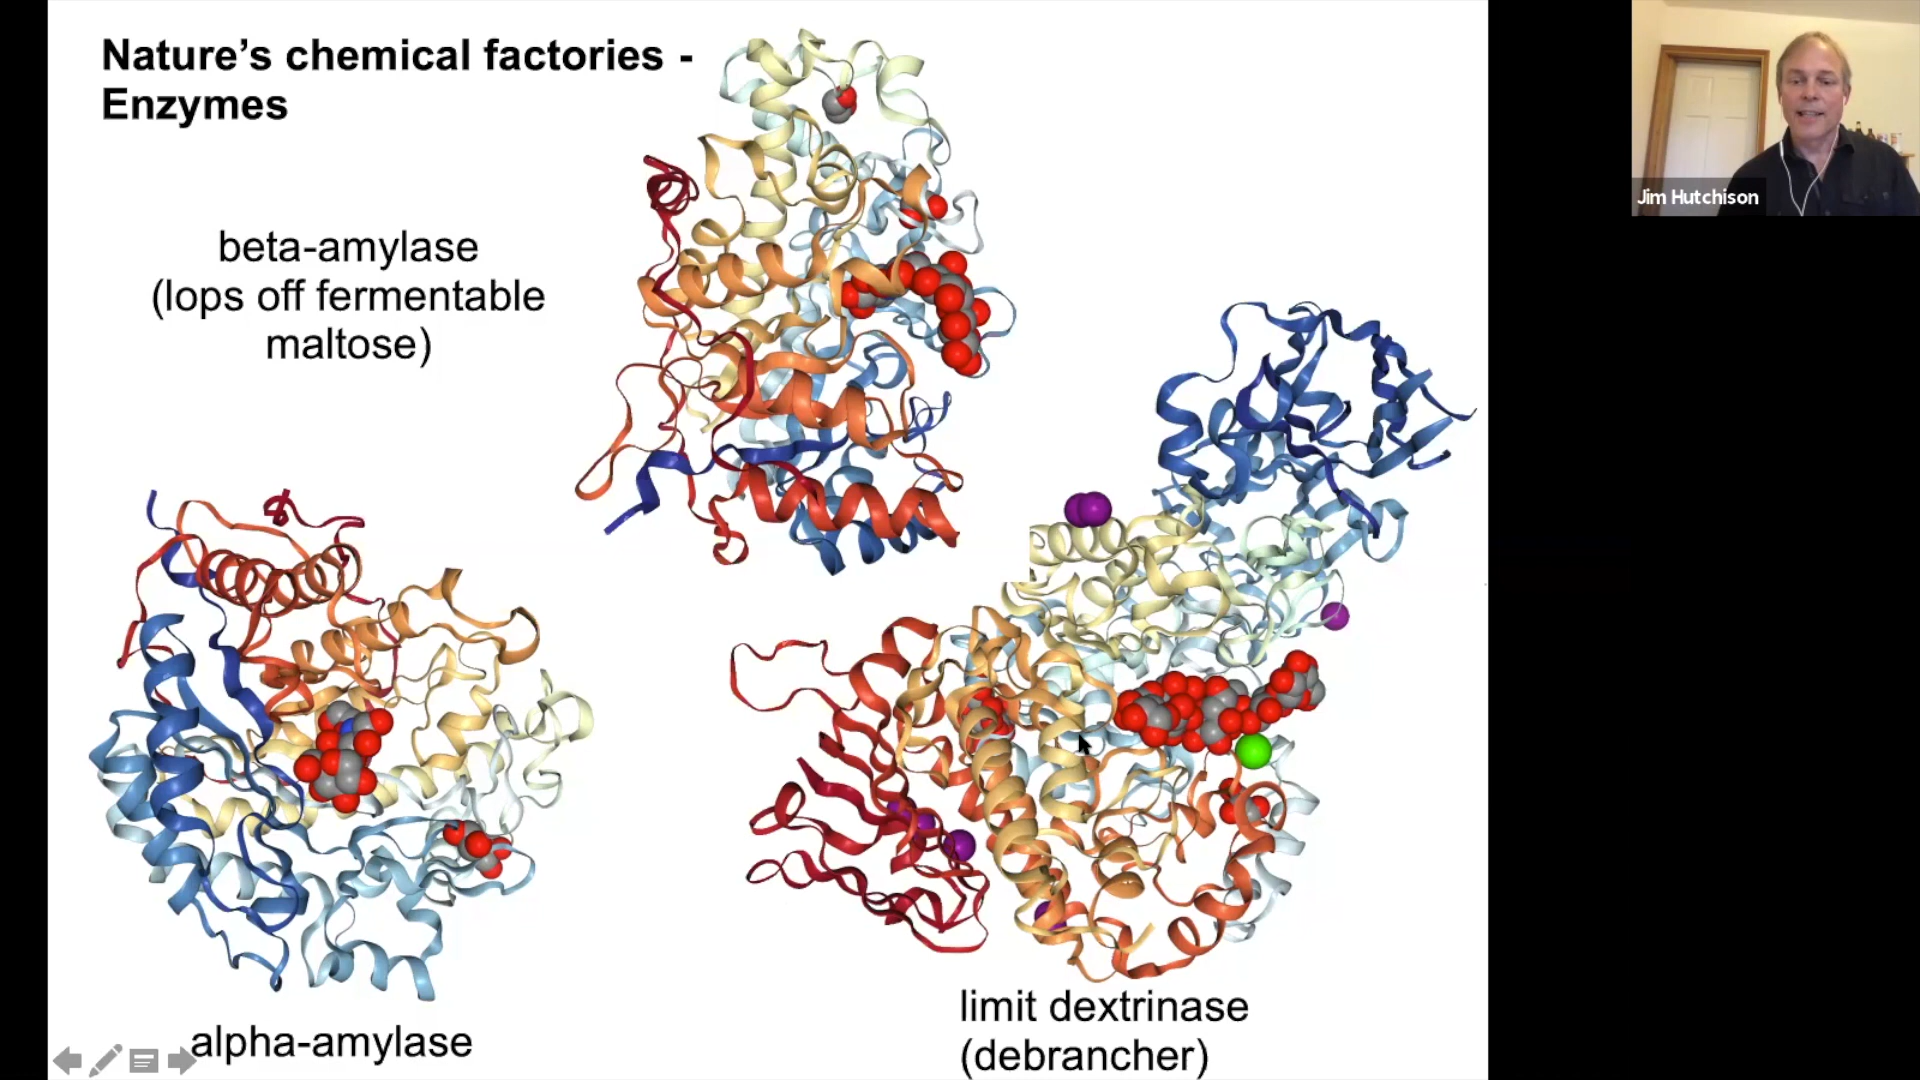 Nature’s chemical factories -
Enzymes
beta-amylase
(lops off fermentable
maltose)
alpha-amylase
limit dextrinase
(debrancher)
Jim Hutchison